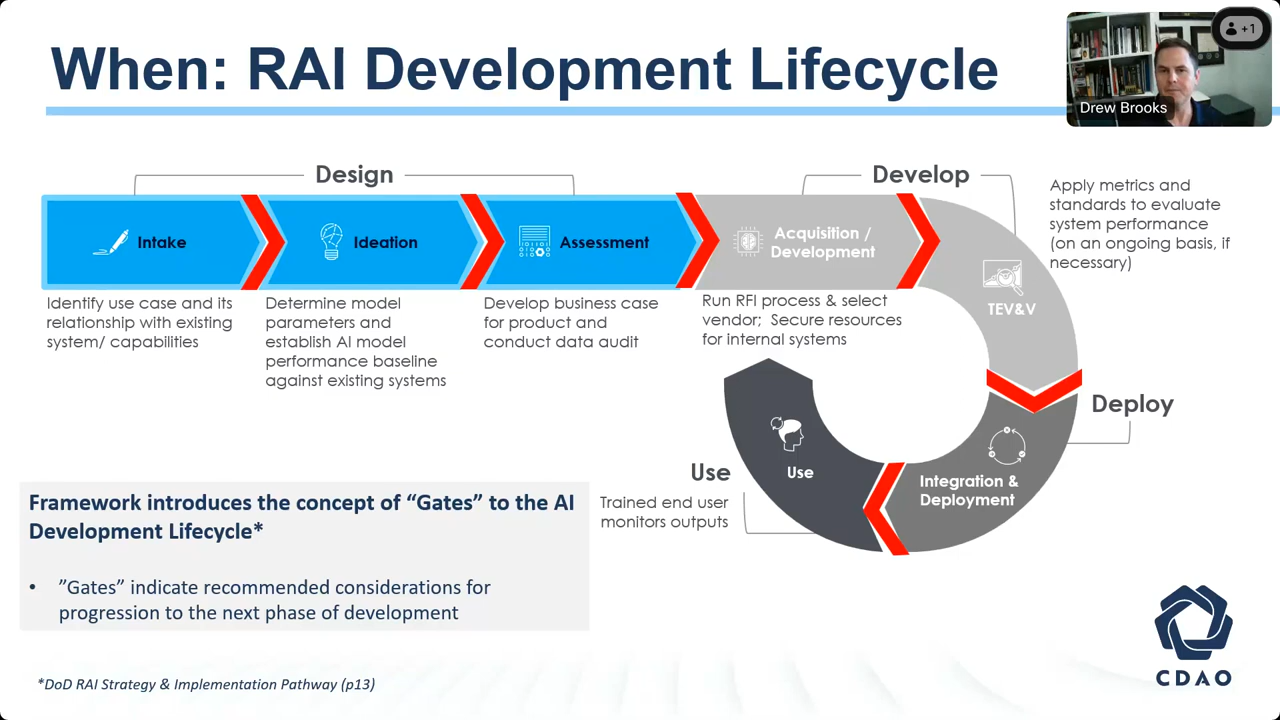 When: RAI Development Lifecycle
+1
Drew Brooks
Design
Develop
Intake
Ideation
Assessment
Acquisition /
Development
TEV&V
Apply metrics and
standards to evaluate
system performance
(on an ongoing basis, if
necessary)
Identify use case and its
relationship with existing
system/ capabilities
Determine model
parameters and
establish AI model
performance baseline
against existing systems
Develop business case
for product and
conduct data audit
Run RFI process & select
vendor;  Secure resources
for internal systems
Deploy
Integration &
Deployment
Use
Use
Trained end user
monitors outputs
Framework introduces the concept of “Gates” to the AI
Development Lifecycle*
• ”Gates” indicate recommended considerations for
progression to the next phase of development
*DoD RAI Strategy & Implementation Pathway (p13)
CDAO